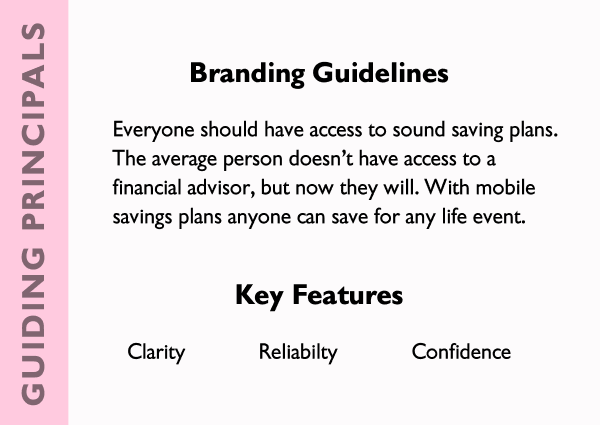 GUIDING PRINCIPALS
Branding Guidelines
Everyone should have access to sound saving plans.
The average person doesn’t have access to a
financial advisor, but now they will. With mobile
savings plans anyone can save for any life event.
Key Features
Clarity Reliabilty Confidence